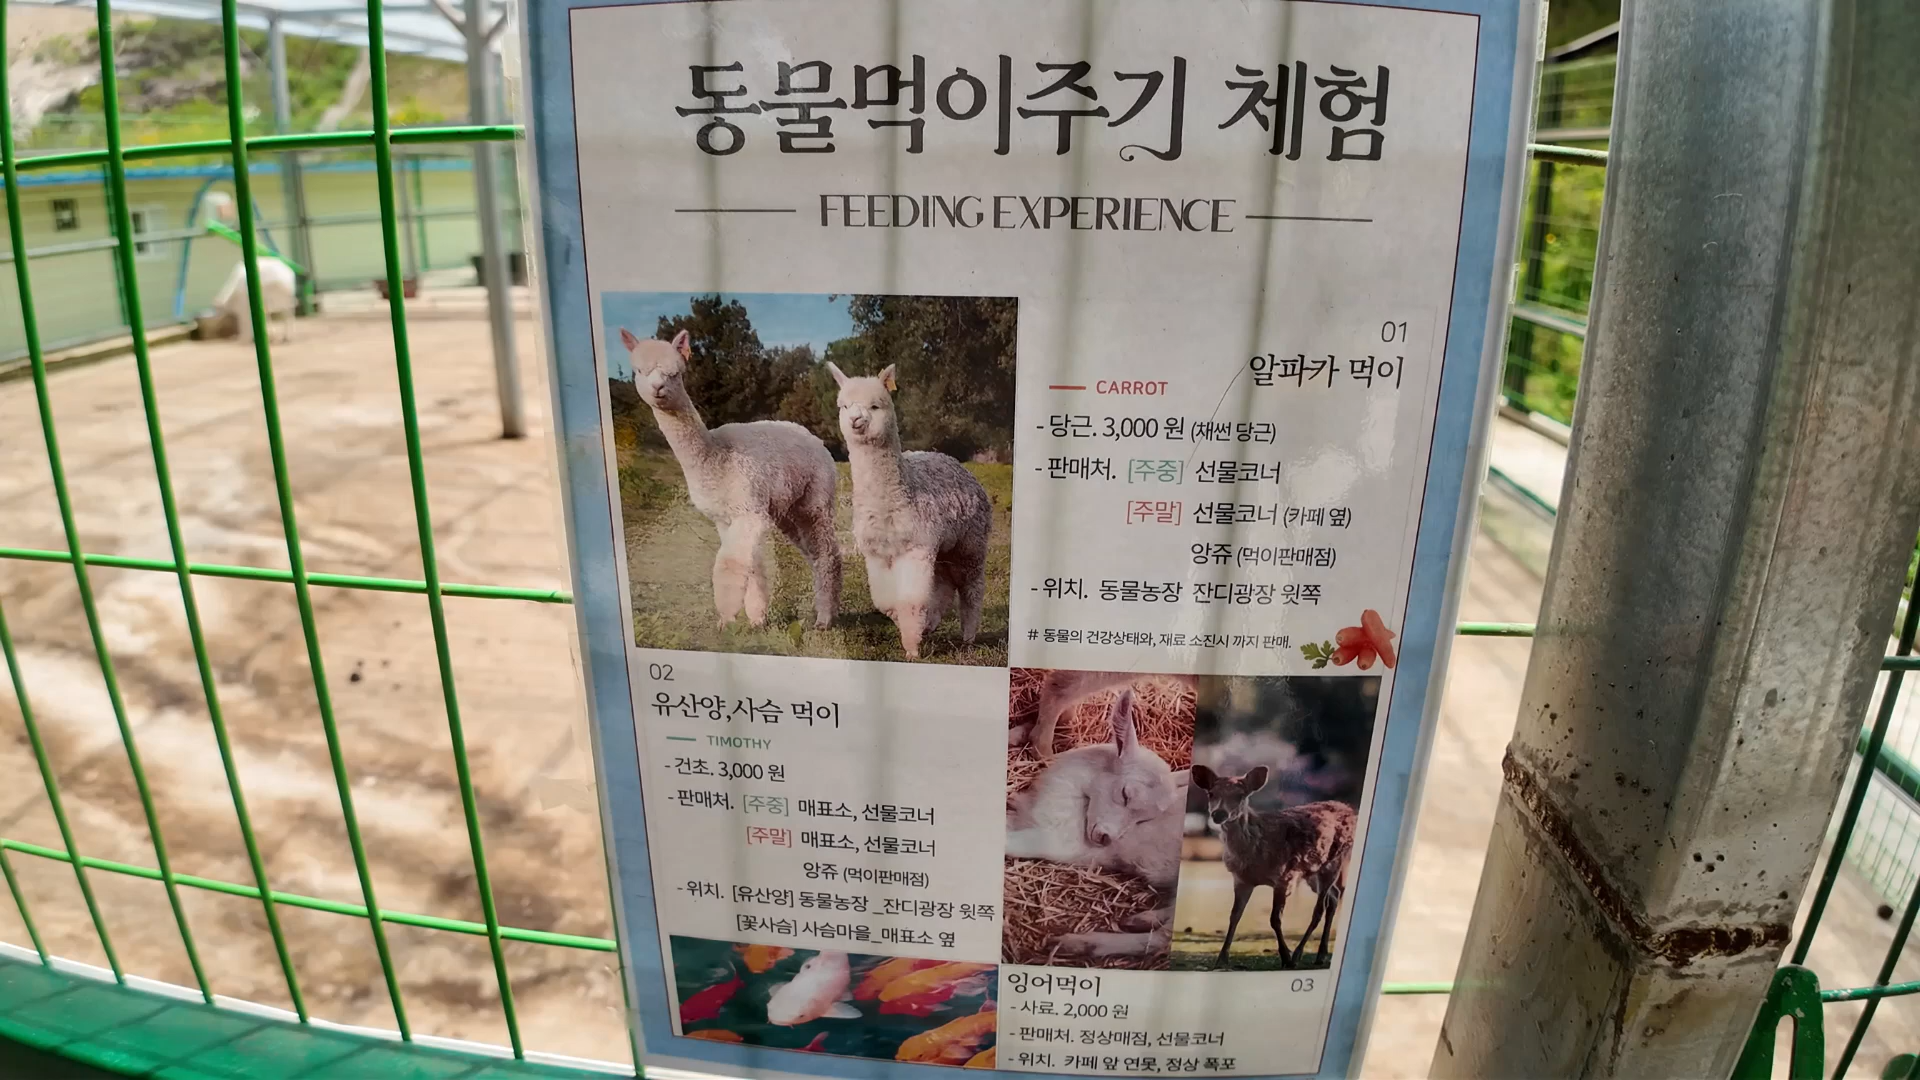 동물먹이주기 체험
FEEDING EXPERIENCE
01
알파카 먹이
CARROT
- 당근. 3,000 원 (채썬 당근)
- 판매처. [주중] 선물코너
[주말] 선물코너 (카페 옆)
앙쥬 (먹이판매점)
- 위치. 동물농장 잔디광장 윗쪽
# 동물의 건강상태와, 재료 소진시 까지 판매.
02
유산양,사슴 먹이
TIMOTHY
- 건초. 3,000 원
- 판매처. [주중] 매표소, 선물코너
[주말] 매표소, 선물코너
앙쥬 (먹이판매점)
- 위치. [유산양] 동물농장 _잔디광장 윗쪽
[꽃사슴] 사슴마을_매표소 옆
잉어먹이 03
- 사료. 2,000 원
- 판매처. 정상매점, 선물코너
- 위치. 카페 앞 연못, 정상 폭포